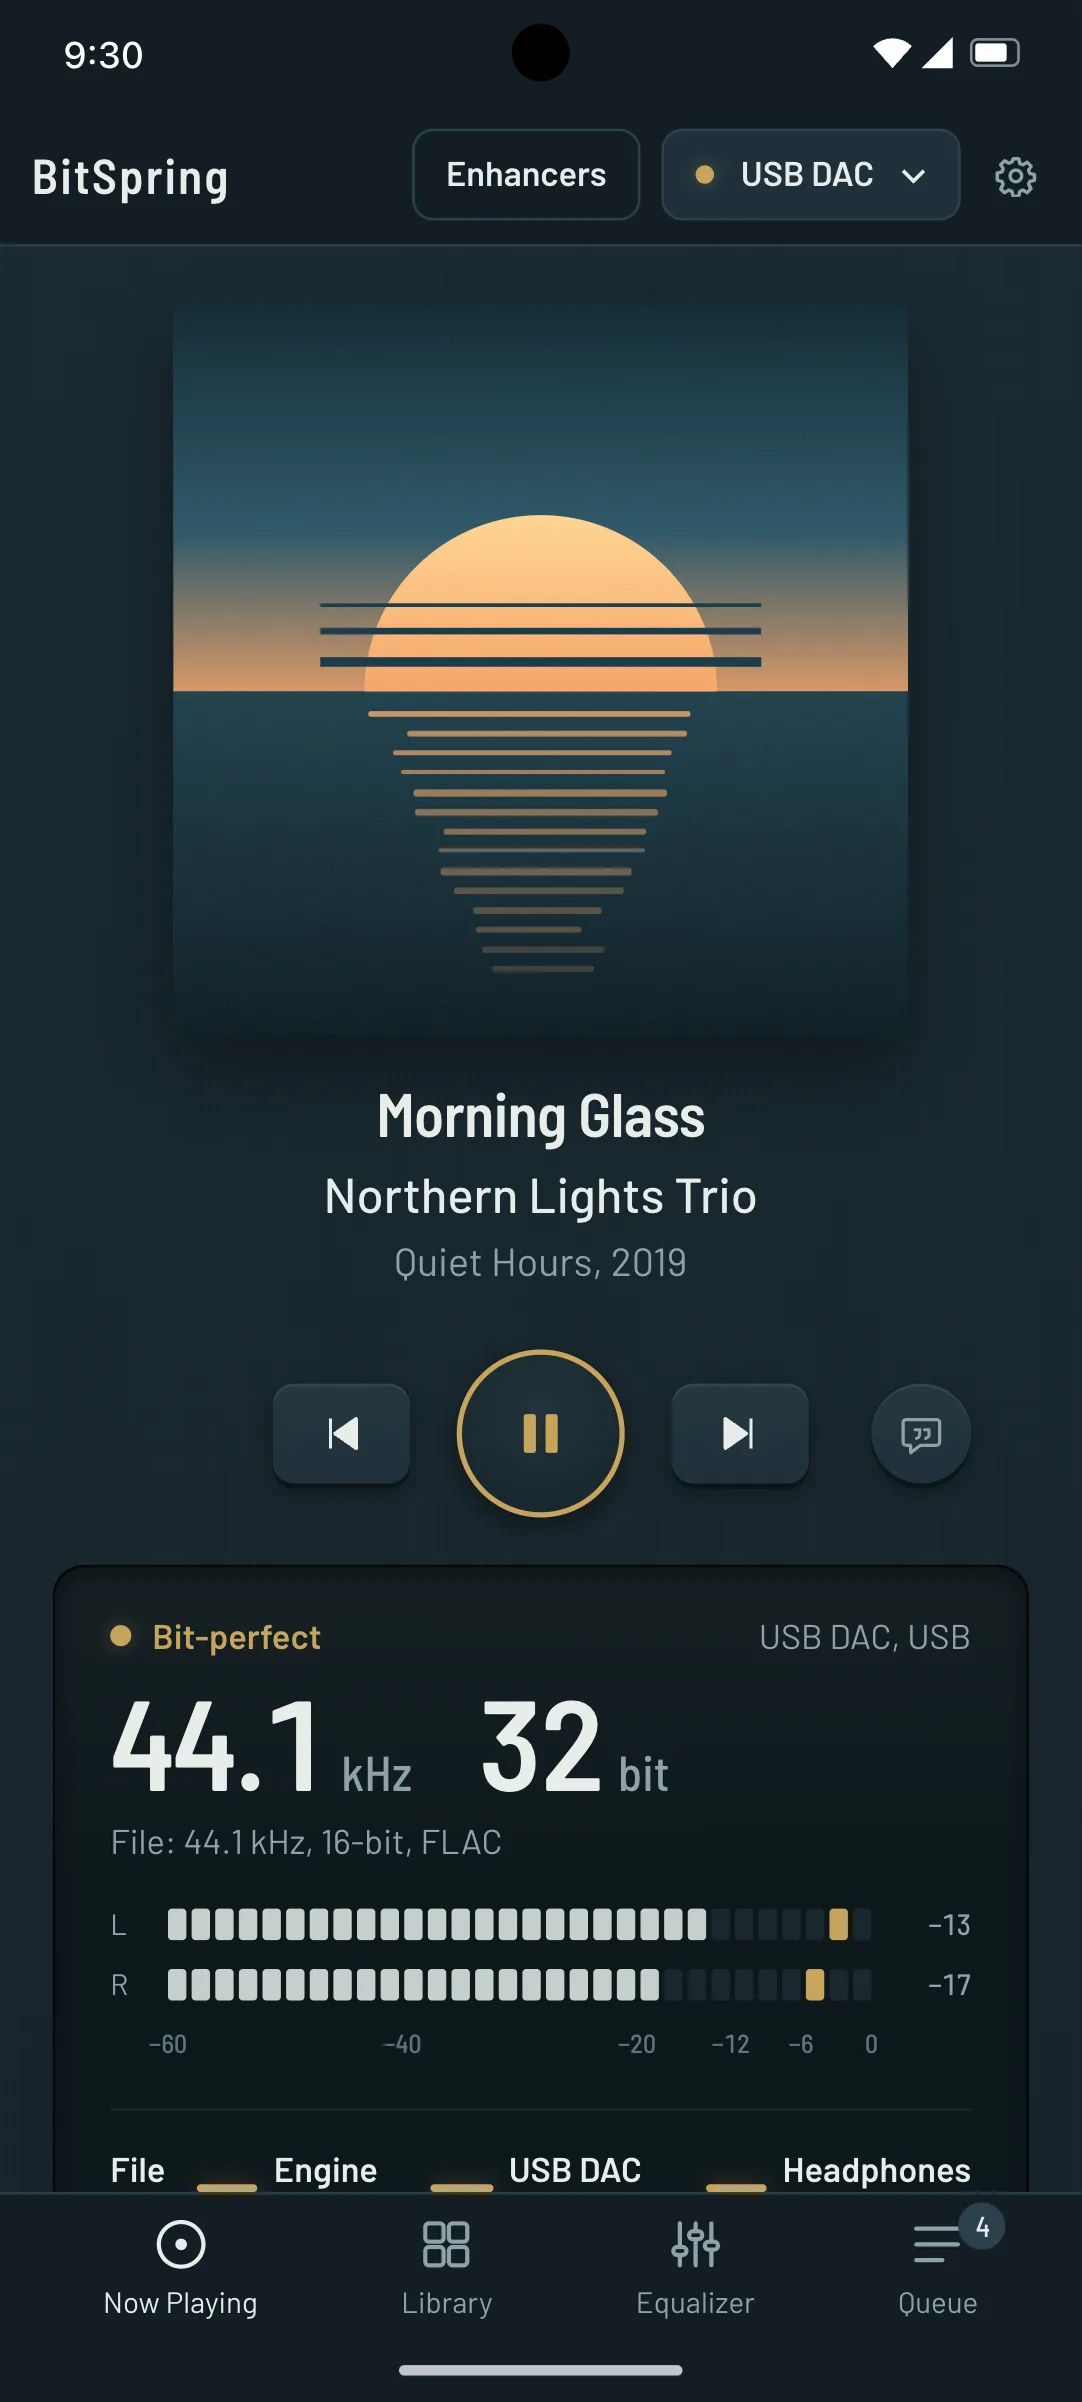 9:30
BitSpring
Enhancers
USB DAC
Morning Glass
Northern Lights Trio
Quiet Hours, 2019
Bit-perfect
USB DAC, USB
44.1 kHz 32 bit
File: 44.1 kHz, 16-bit, FLAC
L −13
R −17
−60 −40 −20 −12 −6 0
File Engine USB DAC Headphones
4
Now Playing Library Equalizer Queue